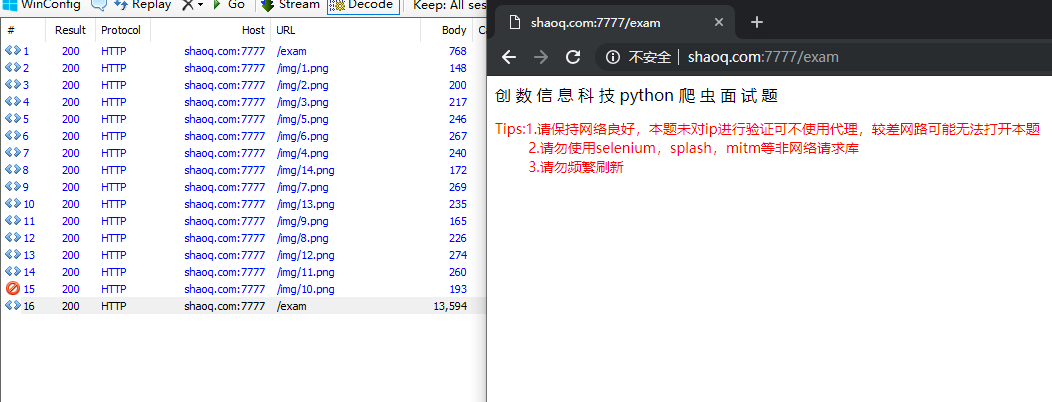 WinConfig Replay Go Stream Decode Keep: All ses
# Result Protocol Host URL Body Ca
1 200 HTTP shaoq.com:7777 /exam 768
2 200 HTTP shaoq.com:7777 /img/1.png 148
3 200 HTTP shaoq.com:7777 /img/2.png 200
4 200 HTTP shaoq.com:7777 /img/3.png 217
5 200 HTTP shaoq.com:7777 /img/5.png 246
6 200 HTTP shaoq.com:7777 /img/6.png 267
7 200 HTTP shaoq.com:7777 /img/4.png 240
8 200 HTTP shaoq.com:7777 /img/14.png 172
9 200 HTTP shaoq.com:7777 /img/7.png 269
10 200 HTTP shaoq.com:7777 /img/13.png 235
11 200 HTTP shaoq.com:7777 /img/9.png 165
12 200 HTTP shaoq.com:7777 /img/8.png 226
13 200 HTTP shaoq.com:7777 /img/12.png 274
14 200 HTTP shaoq.com:7777 /img/11.png 260
15 200 HTTP shaoq.com:7777 /img/10.png 193
16 200 HTTP shaoq.com:7777 /exam 13,594
shaoq.com:7777/exam
不安全 shaoq.com:7777/exam
创 数 信 息 科 技 python 爬 虫 面 试 题
Tips:1.请保持网络良好，本题未对ip进行验证可不使用代理，较差网路可能无法打开本题
2.请勿使用selenium，splash，mitm等非网络请求库
3.请勿频繁刷新